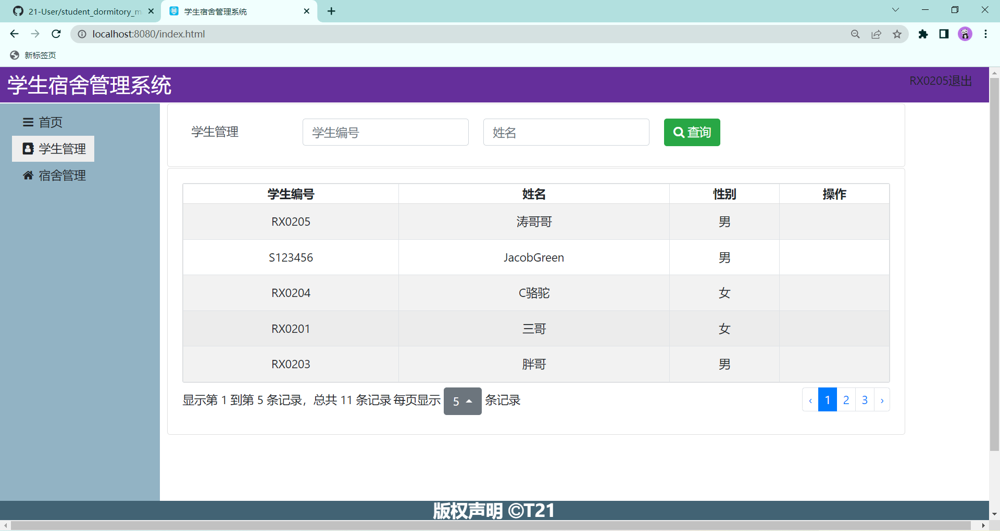 21-User/student_dormitory_m
学生宿舍管理系统
localhost:8080/index.html
新标签页
学生宿舍管理系统
RX0205退出
首页
学生管理
宿舍管理
学生管理 学生编号 姓名 查询
学生编号 姓名 性别 操作
RX0205 涛哥哥 男
S123456 JacobGreen 男
RX0204 C骆驼 女
RX0201 三哥 女
RX0203 胖哥 男
显示第 1 到第 5 条记录，总共 11 条记录 每页显示 5 条记录
‹ 1 2 3 ›
版权声明 ©T21